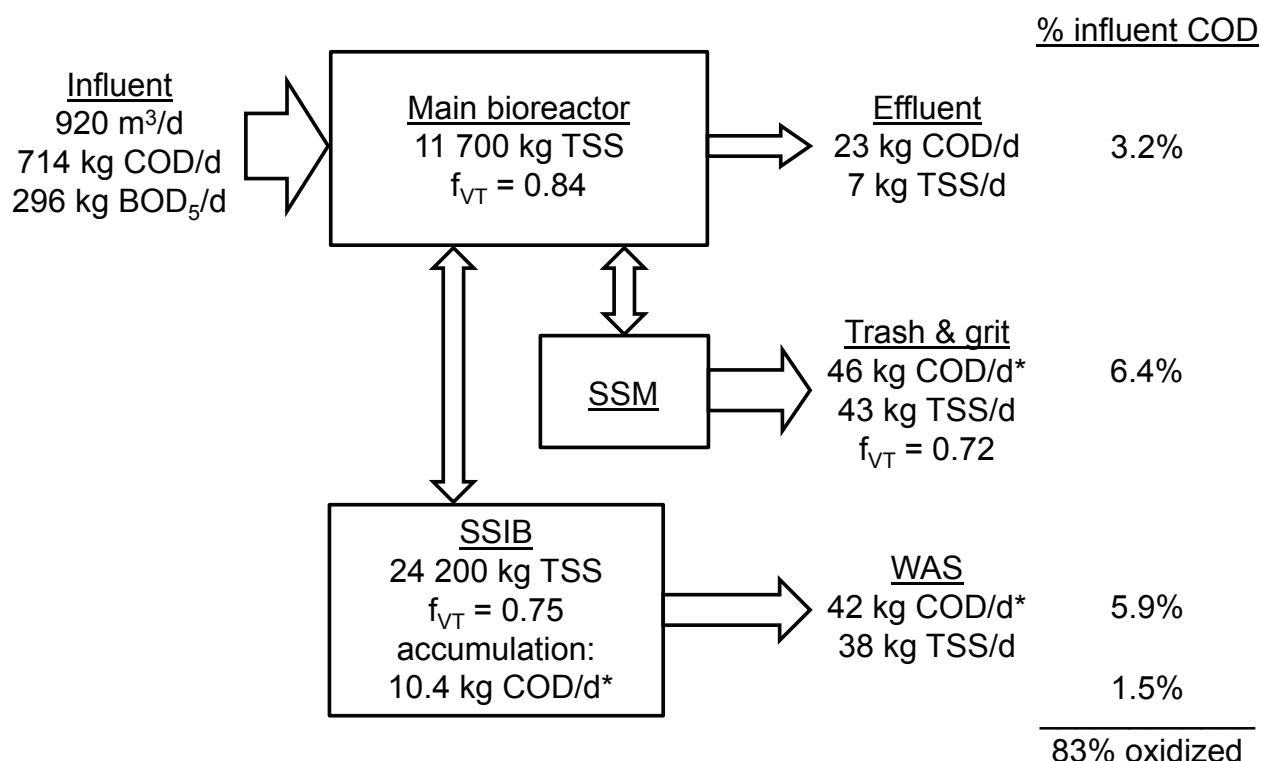 % influent COD
Influent
920 m³/d
714 kg COD/d
296 kg BOD₅/d
Main bioreactor
11 700 kg TSS
f_VT = 0.84
Effluent
23 kg COD/d
7 kg TSS/d
3.2%
SSM
Trash & grit
46 kg COD/d*
43 kg TSS/d
f_VT = 0.72
6.4%
SSIB
24 200 kg TSS
f_VT = 0.75
accumulation:
10.4 kg COD/d*
WAS
42 kg COD/d*
38 kg TSS/d
5.9%
1.5%
83% oxidized